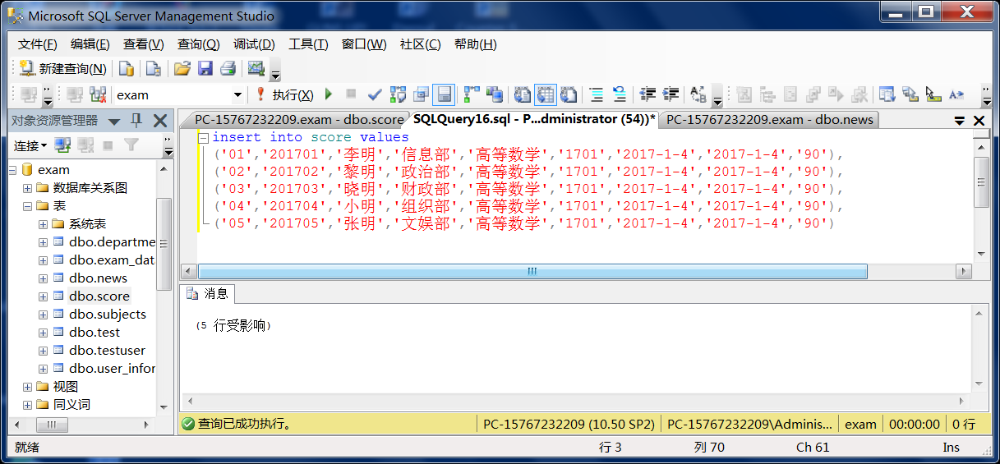 Microsoft SQL Server Management Studio
文件(F) 编辑(E) 查看(V) 查询(Q) 调试(D) 工具(T) 窗口(W) 社区(C) 帮助(H)
新建查询(N)
exam 执行(X)
对象资源管理器
连接
exam
数据库关系图
表
系统表
dbo.departme
dbo.exam_dat
dbo.news
dbo.score
dbo.subjects
dbo.test
dbo.testuser
dbo.user_infor
视图
同义词
PC-15767232209.exam - dbo.score SQLQuery16.sql - P...dministrator (54))* PC-15767232209.exam - dbo.news
insert into score values
('01','201701','李明','信息部','高等数学','1701','2017-1-4','2017-1-4','90'),
('02','201702','黎明','政治部','高等数学','1701','2017-1-4','2017-1-4','90'),
('03','201703','晓明','财政部','高等数学','1701','2017-1-4','2017-1-4','90'),
('04','201704','小明','组织部','高等数学','1701','2017-1-4','2017-1-4','90'),
('05','201705','张明','文娱部','高等数学','1701','2017-1-4','2017-1-4','90')
消息
(5 行受影响)
查询已成功执行。 PC-15767232209 (10.50 SP2) PC-15767232209\Adminis... exam 00:00:00 0 行
就绪 行 3 列 70 Ch 61 Ins